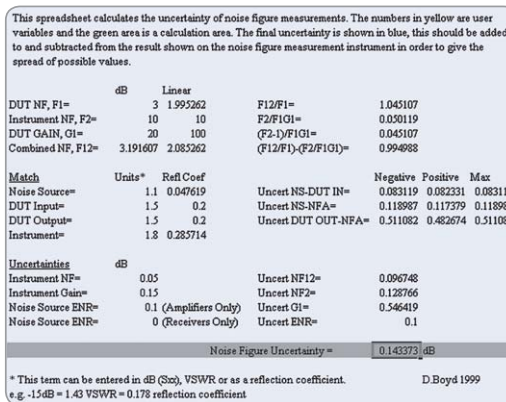 This spreadsheet calculates the uncertainty of noise figure measurements. The numbers in yellow are user
variables and the green area is a calculation area. The final uncertainty is shown in blue, this should be added
to and subtracted from the result shown on the noise figure measurement instrument in order to give the
spread of possible values.
dB Linear
DUT NF, F1= 3 1.995262 F12/F1= 1.045107
Instrument NF, F2= 10 10 F2/F1G1= 0.050119
DUT GAIN, G1= 20 100 (F2-1)/F1G1= 0.045107
Combined NF, F12= 3.191607 2.085262 (F12/F1)-(F2/F1G1)= 0.994988
Match Units* Refl Coef Negative Positive Max
Noise Source= 1.1 0.047619 Uncert NS-DUT IN= 0.083119 0.082331 0.08311
DUT Input= 1.5 0.2 Uncert NS-NFA= 0.118987 0.117379 0.11898
DUT Output= 1.5 0.2 Uncert DUT OUT-NFA= 0.511082 0.482674 0.51108
Instrument= 1.8 0.285714
Uncertainties dB
Instrument NF= 0.05 Uncert NF12= 0.096748
Instrument Gain= 0.15 Uncert NF2= 0.128766
Noise Source ENR= 0.1 (Amplifiers Only) Uncert G1= 0.546419
Noise Source ENR= 0 (Receivers Only) Uncert ENR= 0.1
Noise Figure Uncertainty = 0.143373 dB
* This term can be entered in dB (Sxx), VSWR or as a reflection coefficient. D.Boyd 1999
e.g. -15dB = 1.43 VSWR = 0.178 reflection coefficient